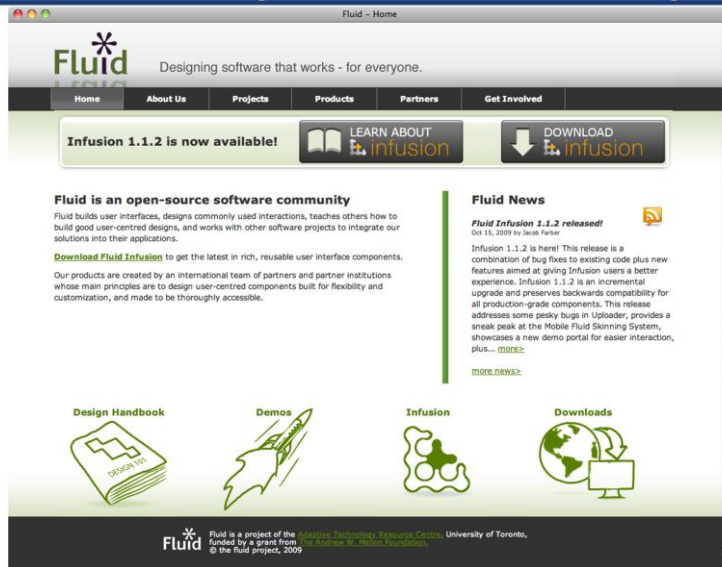 Fluid – Home
Fluid
Designing software that works - for everyone.
Home About Us Projects Products Partners Get Involved
Infusion 1.1.2 is now available!
LEARN ABOUT
infusion
DOWNLOAD
infusion
Fluid is an open-source software community
Fluid builds user interfaces, designs commonly used interactions, teaches others how to
build good user-centred designs, and works with other software projects to integrate our
solutions into their applications.
Download Fluid Infusion to get the latest in rich, reusable user interface components.
Our products are created by an international team of partners and partner institutions
whose main principles are to design user-centred components built for flexibility and
customization, and made to be thoroughly accessible.
Fluid News
Fluid Infusion 1.1.2 released!
Oct 15, 2009 by Jacob Farber
Infusion 1.1.2 is here! This release is a
combination of bug fixes to existing code plus new
features aimed at giving Infusion users a better
experience. Infusion 1.1.2 is an incremental
upgrade and preserves backwards compatibility for
all production-grade components. This release
addresses some pesky bugs in Uploader, provides a
sneak peak at the Mobile Fluid Skinning System,
showcases a new demo portal for easier interaction,
plus... more>
more news>
Design Handbook
DESIGN 101
Demos
Infusion
Downloads
Fluid
Fluid is a project of the Adaptive Technology Resource Centre, University of Toronto,
funded by a grant from The Andrew W. Mellon Foundation.
© the fluid project, 2009